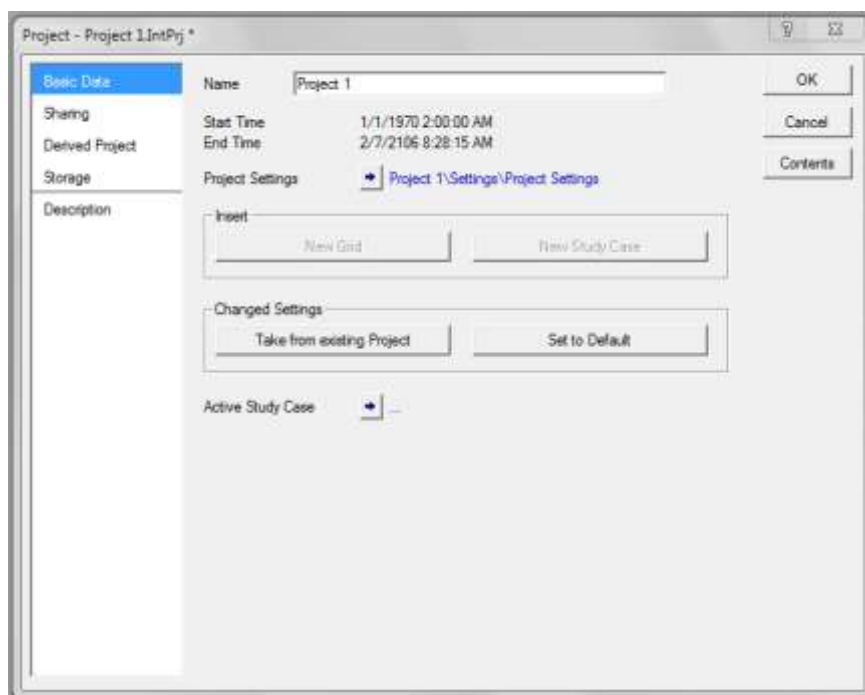 Project - Project 1.IntPrj *
Basic Data
Sharing
Derived Project
Storage
Description
Name Project 1
Start Time 1/1/1970 2:00:00 AM
End Time 2/7/2106 8:28:15 AM
Project Settings Project 1\Settings\Project Settings
Insert
New Grid New Study Case
Changed Settings
Take from existing Project Set to Default
Active Study Case ...
OK
Cancel
Contents